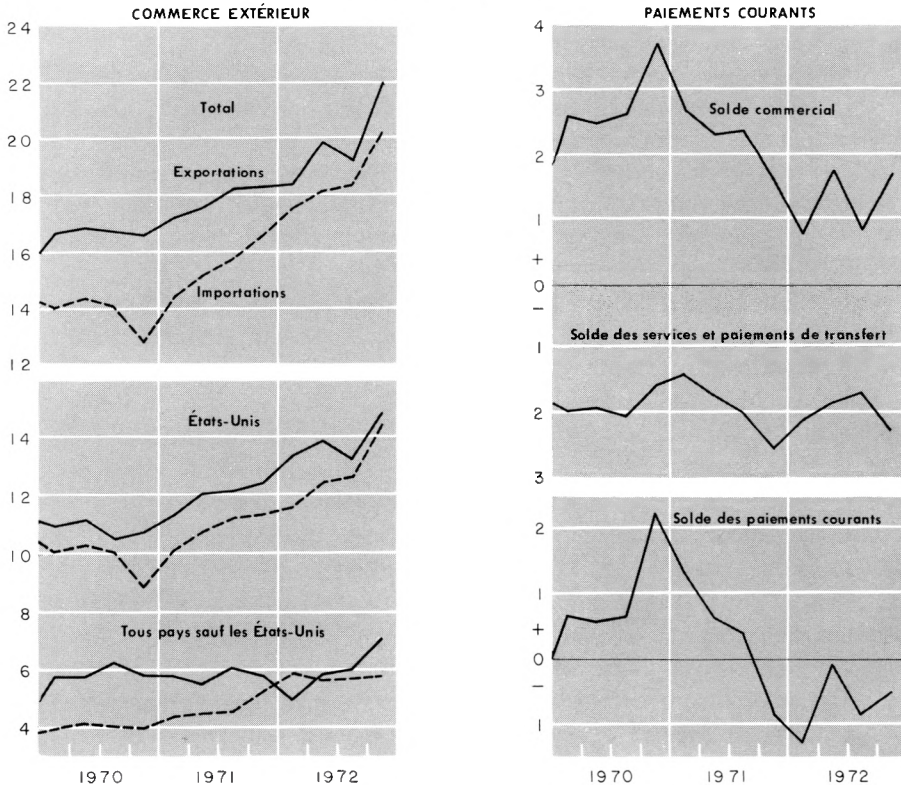 COMMERCE EXTÉRIEUR
24
22
Total
20
Exportations
18
16
Importations
14
12
États-Unis
14
12
10
8
Tous pays sauf les États-Unis
6
4
1970 1971 1972
PAIEMENTS COURANTS
4
3
Solde commercial
2
1
+
0
−
Solde des services et paiements de transfert
1
2
3
Solde des paiements courants
2
1
+
0
−
1
1970 1971 1972